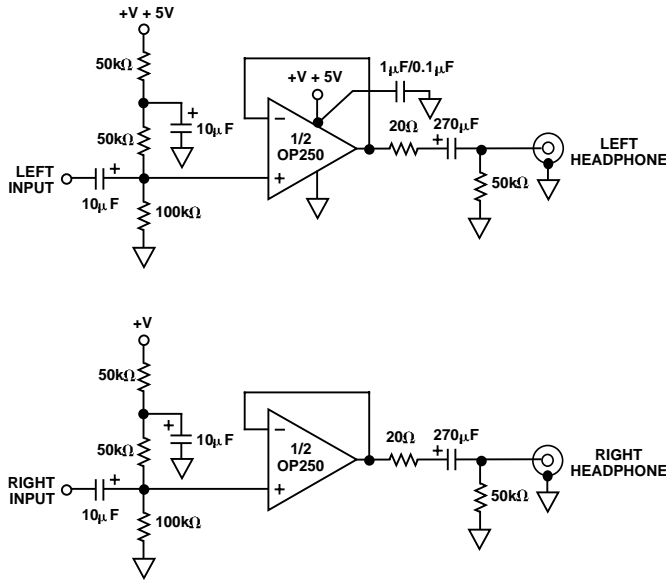 +V + 5V
50kΩ
+
10μF
50kΩ
LEFT
INPUT
+
10μF
100kΩ
+V + 5V
1μF/0.1μF
−
1/2
OP250
+
20Ω
270μF
+
50kΩ
LEFT
HEADPHONE
+V
50kΩ
+
10μF
50kΩ
RIGHT
INPUT
+
10μF
100kΩ
−
1/2
OP250
+
20Ω
270μF
+
50kΩ
RIGHT
HEADPHONE